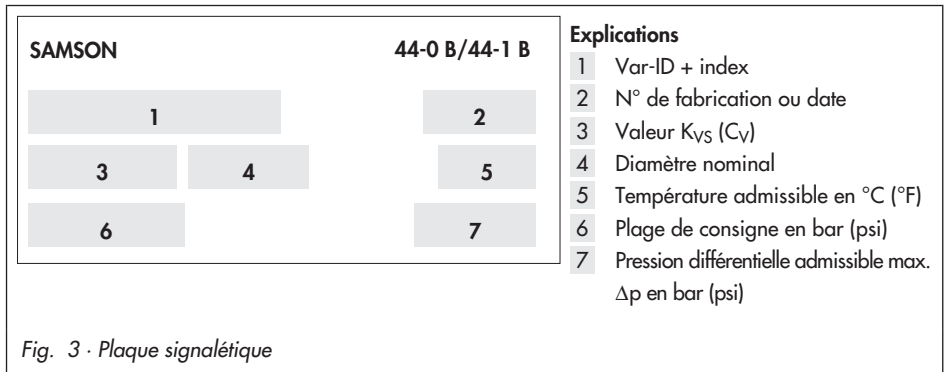 SAMSON 44-0 B/44-1 B
1 2
3 4 5
6 7
Explications
1 Var-ID + index
2 N° de fabrication ou date
3 Valeur KVS (CV)
4 Diamètre nominal
5 Température admissible en °C (°F)
6 Plage de consigne en bar (psi)
7 Pression différentielle admissible max.
Δp en bar (psi)
Fig. 3 · Plaque signalétique